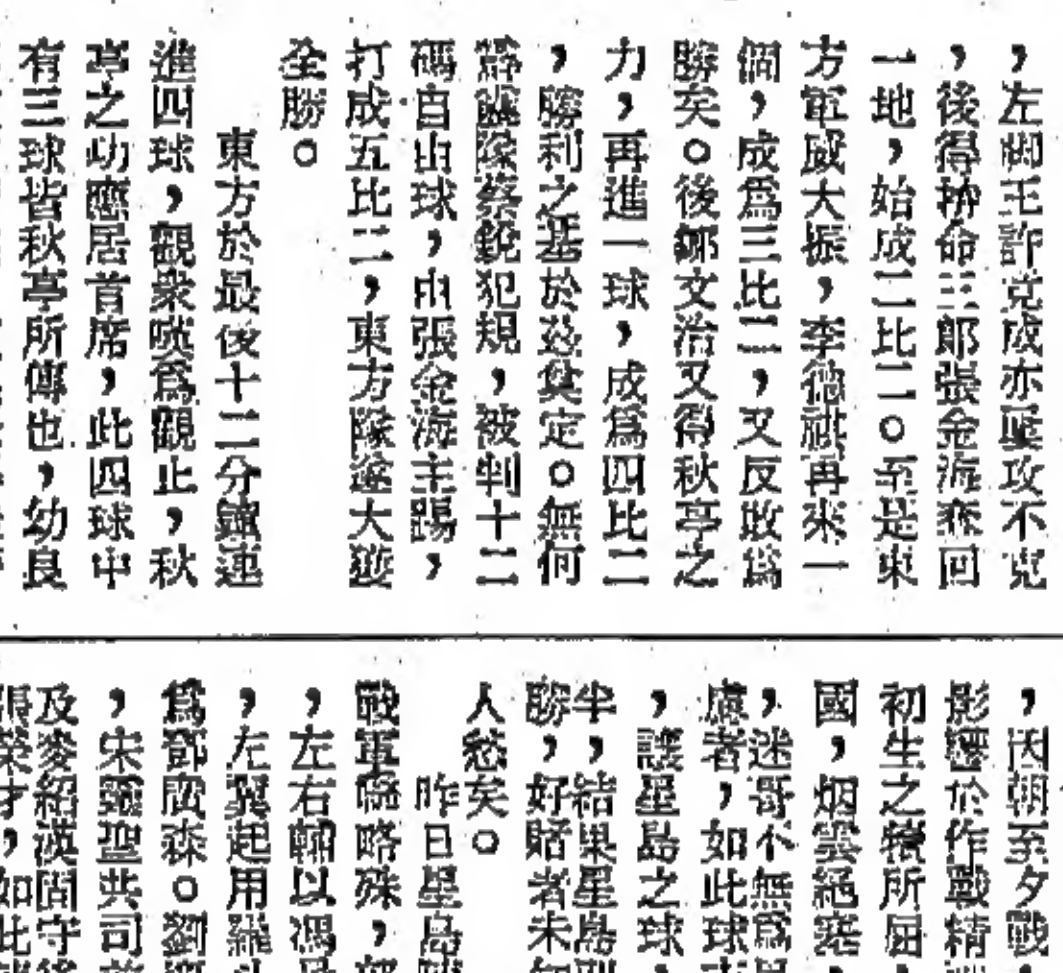 ，左脚王許竟成亦屢攻不克
，後得拚命三郎張金海奪回
一地，始成二比二。至是東
方軍威大振，李德祺再來一
個，成爲三比二，又反敗爲
勝矣。後鄒文治又得秋亭之
力，再進一球，成爲四比二
，勝利之基於茲奠定。無何
隊蔡銳犯規，被判十二
碼自由球，由張金海主踢，
打成五比二，東方隊遂大獲
全勝。
東方於最後十二分鐘連
進四球，觀衆嘆爲觀止，秋
亭之功應居首席，此四球中
有三球皆秋亭所傳也，幼良
，因朝至夕戰
影響於作戰精
初生之犢所屈
國，烟雲絕塞，
，迷哥不無爲
慮者，如此球
，護星島之球
半，結果星島
勝，好賭者未
人愁矣。
昨日星島
戰軍略殊，
，左右輔以馮
，左翼起用羅
爲鄧廣森。劉
，宋靈聖共司
及麥紹漢固守後
張榮才，如此